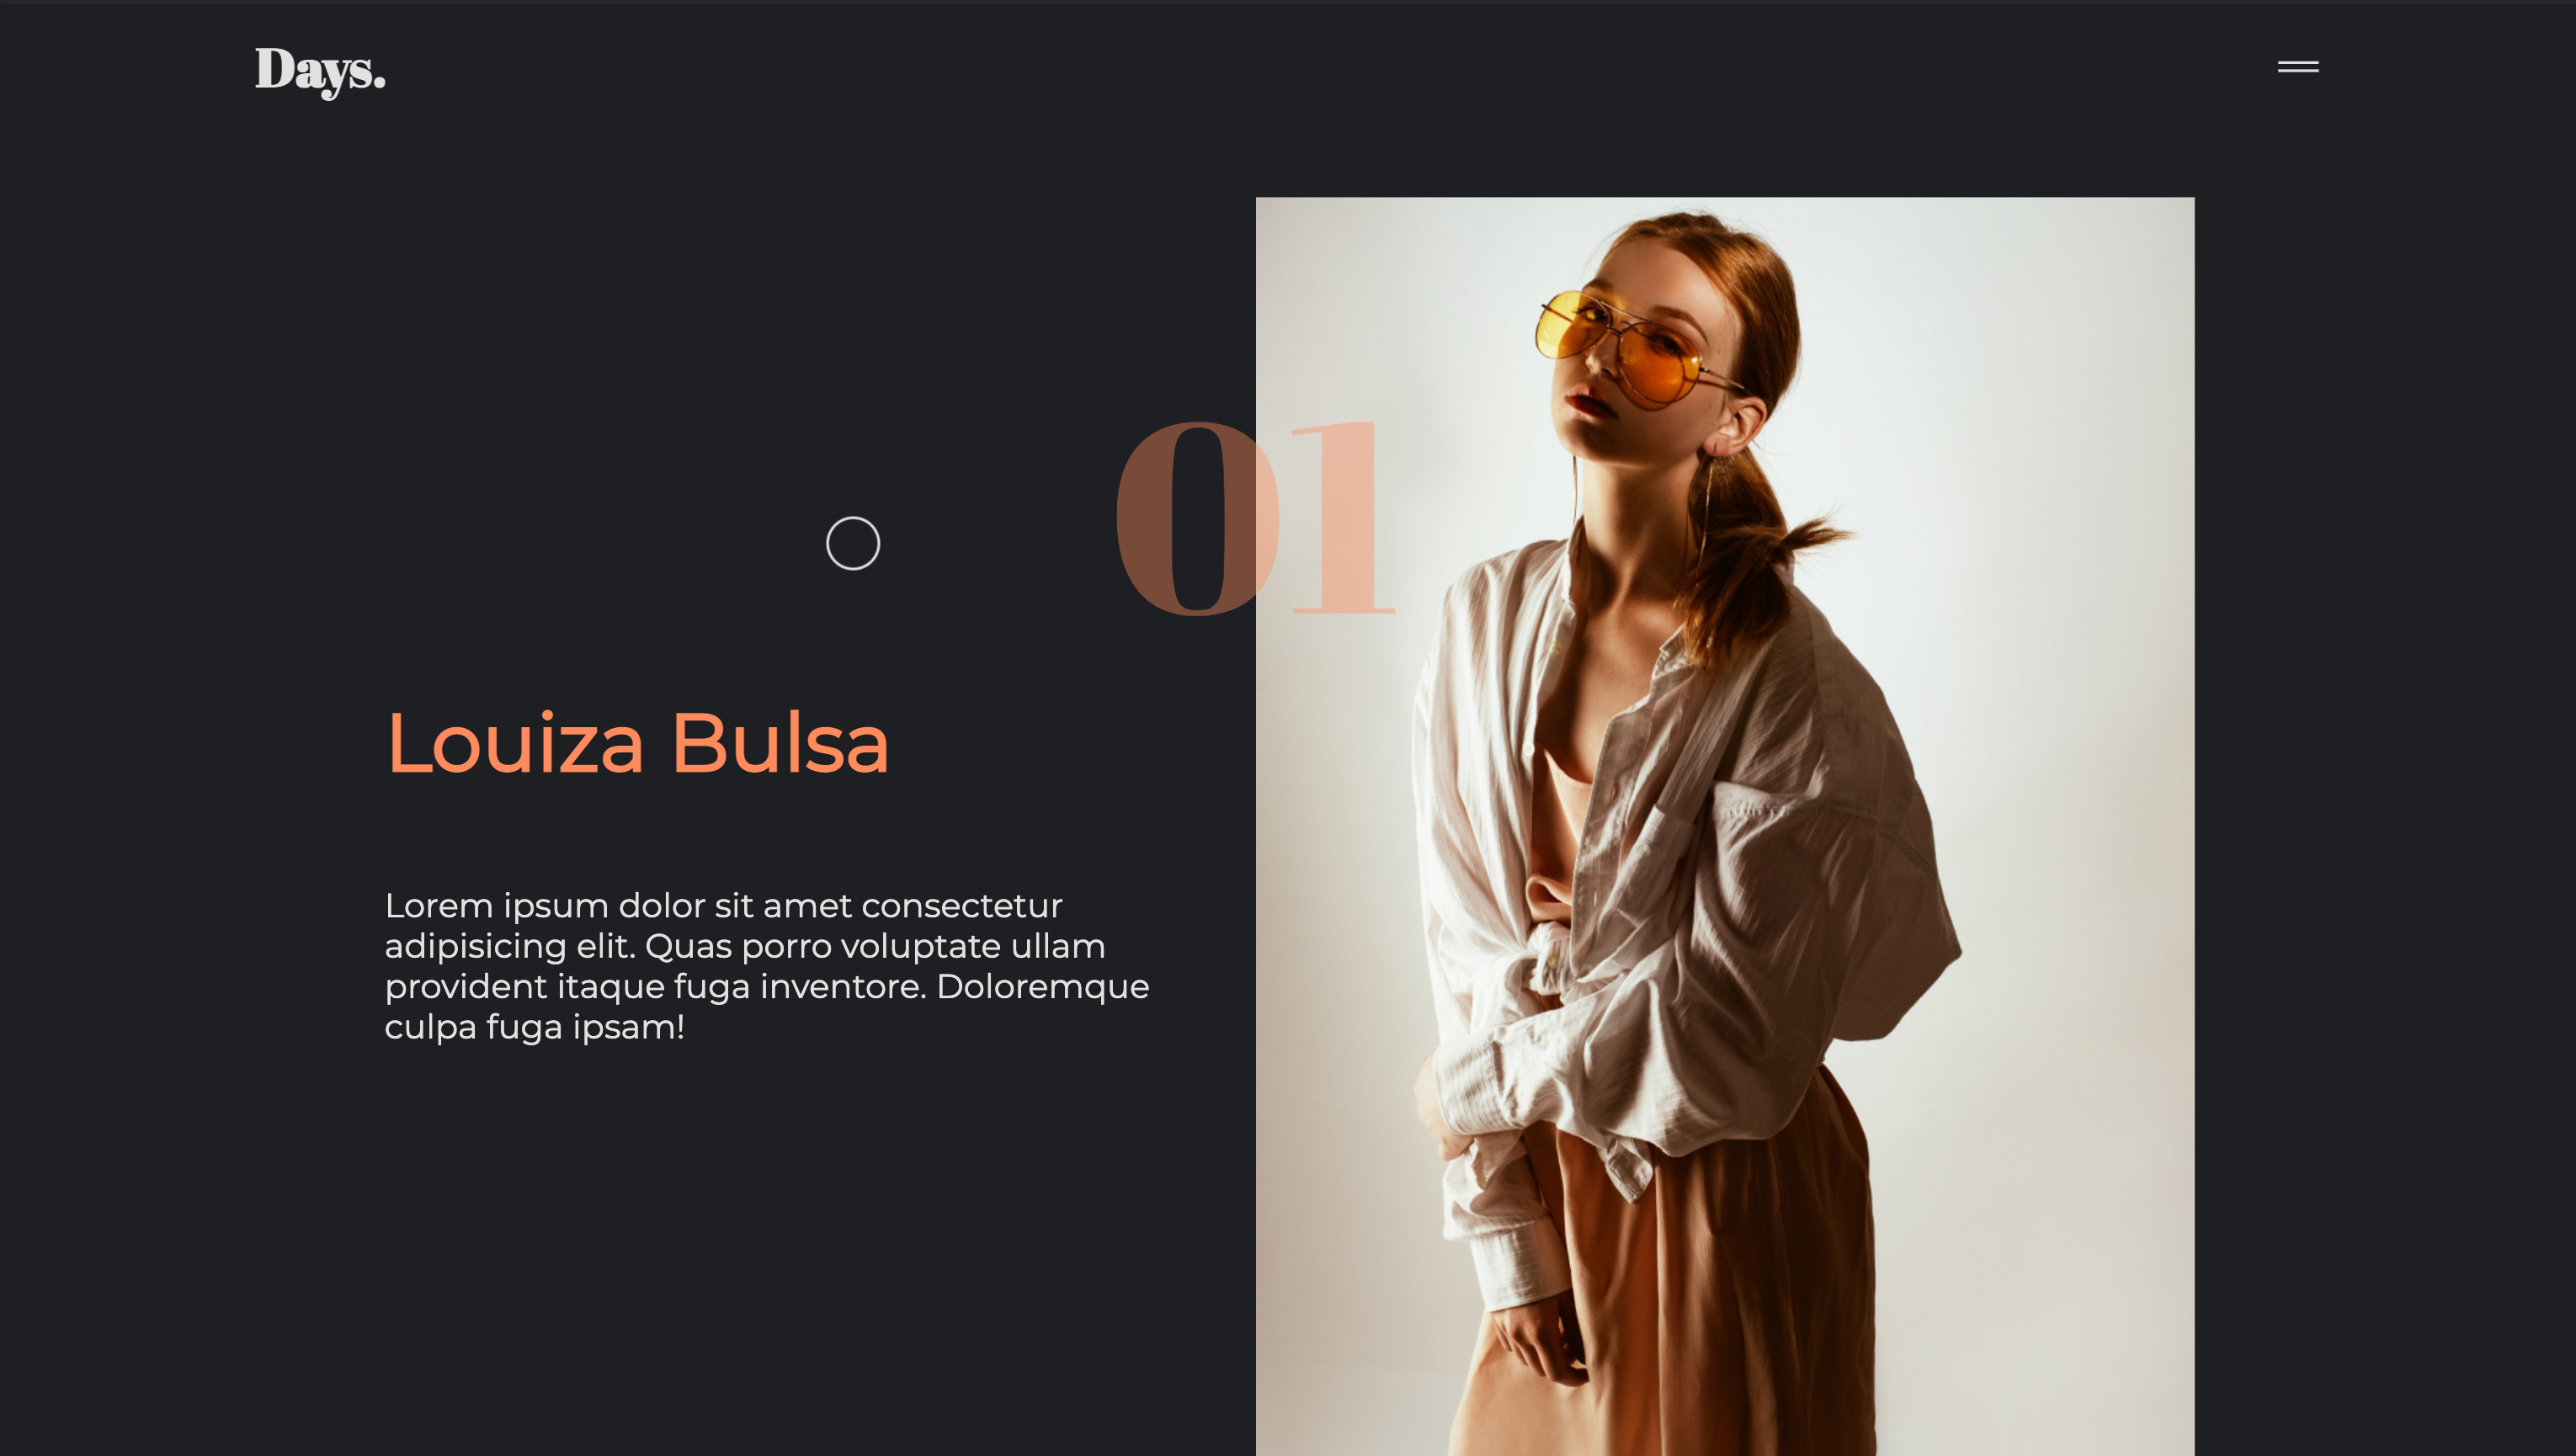 Days.
01
Louiza Bulsa
Lorem ipsum dolor sit amet consectetur
adipisicing elit. Quas porro voluptate ullam
provident itaque fuga inventore. Doloremque
culpa fuga ipsam!